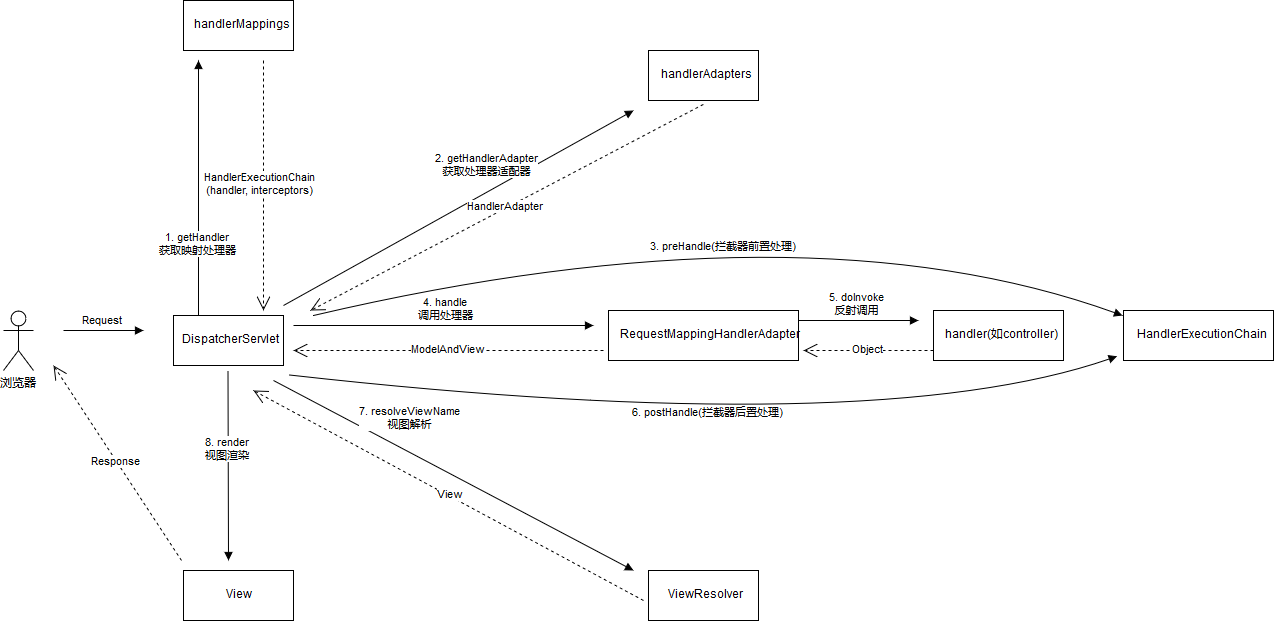 handlerMappings
handlerAdapters
2. getHandlerAdapter
获取处理器适配器
HandlerExecutionChain
(handler, interceptors)
HandlerAdapter
1. getHandler
获取映射处理器
3. preHandle(拦截器前置处理)
4. handle
调用处理器
5. doInvoke
反射调用
Request
DispatcherServlet
RequestMappingHandlerAdapter
handler(如controller)
HandlerExecutionChain
ModelAndView
Object
浏览器
7. resolveViewName
视图解析
6. postHandle(拦截器后置处理)
8. render
视图渲染
Response
View
View
ViewResolver